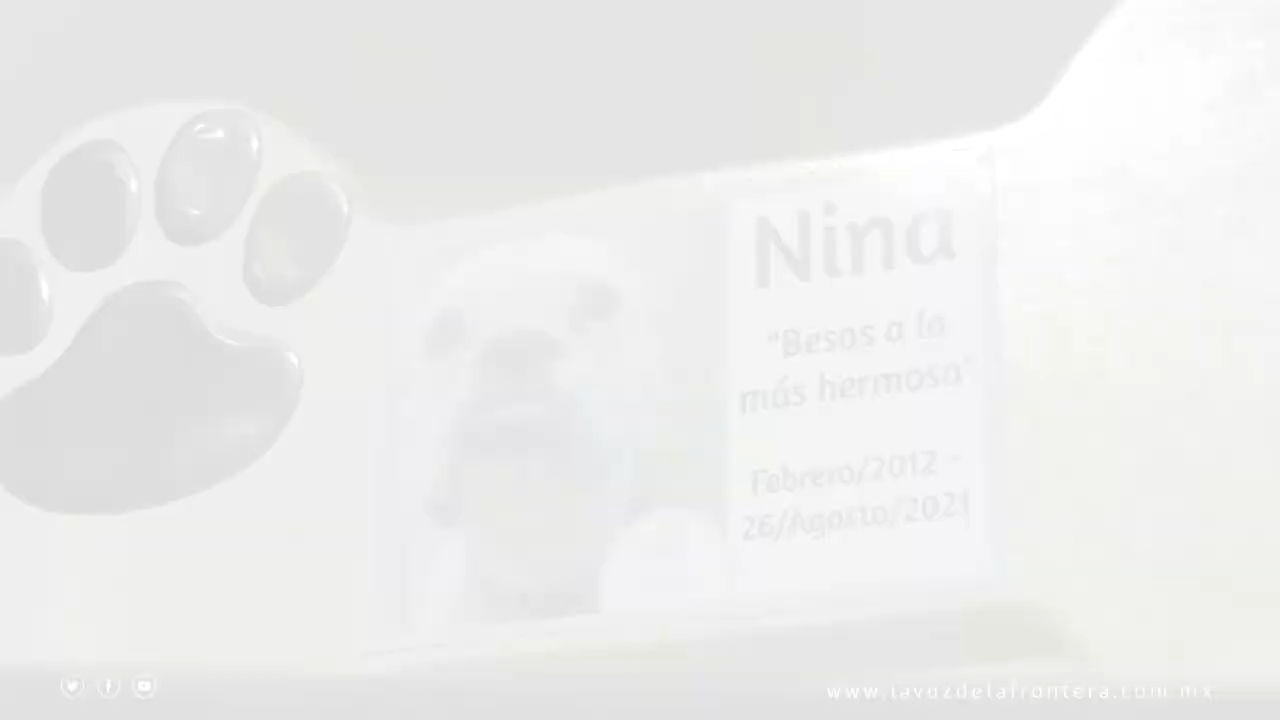 Nina
"Besos a la
más hermosa"
Febrero/2012 -
26/Agosto/2021
www.lavozdelafrontera.com.mx